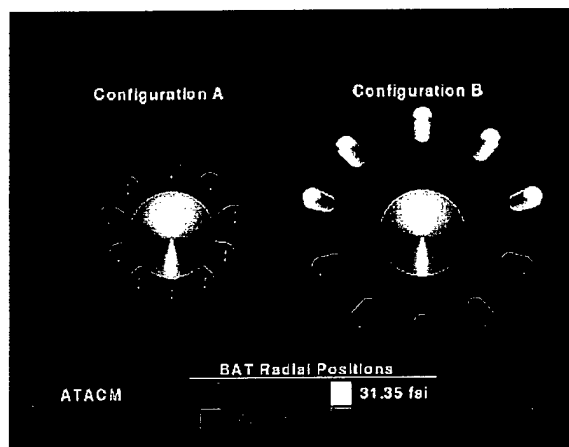 Configuration A
Configuration B
BAT Radial Positions
ATACM
31.35 fsi